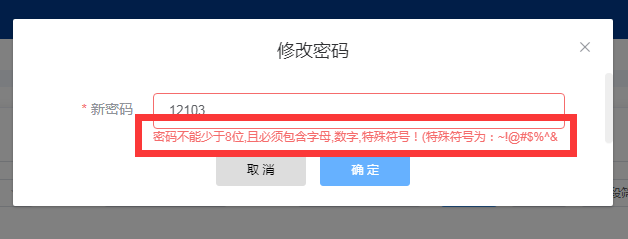 修改密码
* 新密码
12103
密码不能少于8位,且必须包含字母,数字,特殊符号！(特殊符号为：~!@#$%^&
取 消
确 定